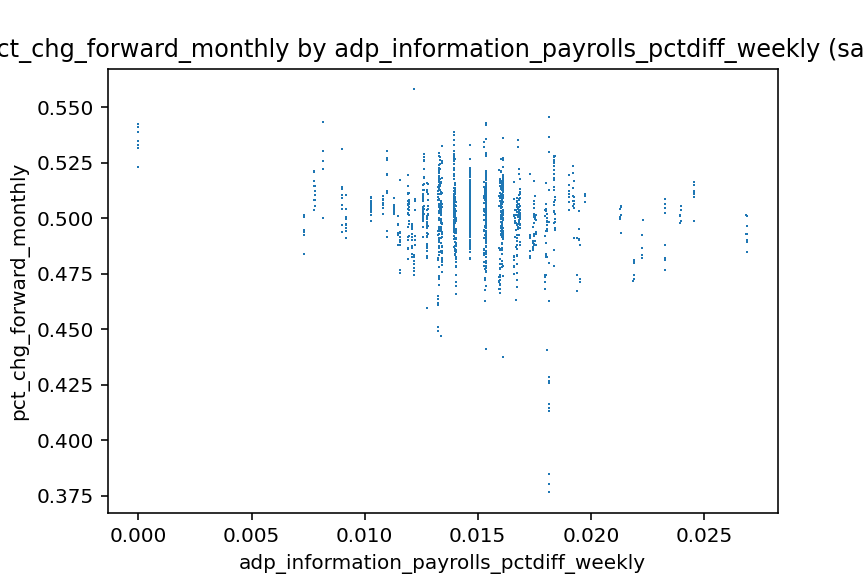 ct_chg_forward_monthly by adp_information_payrolls_pctdiff_weekly (sa
0.550
0.525
0.500
0.475
0.450
0.425
0.400
0.375
pct_chg_forward_monthly
0.000 0.005 0.010 0.015 0.020 0.025
adp_information_payrolls_pctdiff_weekly